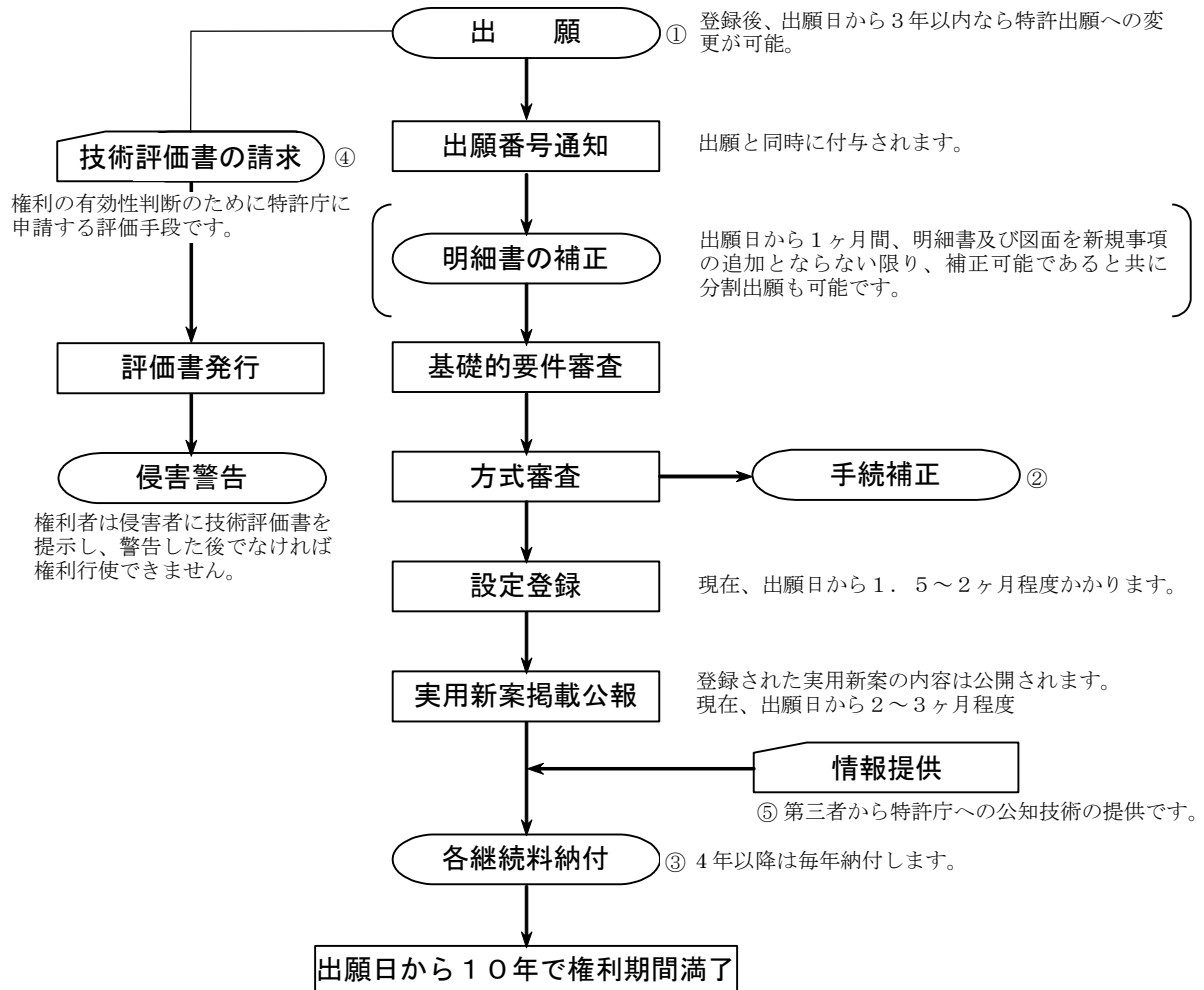 出　願
① 登録後、出願日から３年以内なら特許出願への変
更が可能。
出願番号通知
出願と同時に付与されます。
技術評価書の請求 ④
権利の有効性判断のために特許庁に
申請する評価手段です。
明細書の補正
出願日から１ヶ月間、明細書及び図面を新規事項
の追加とならない限り、補正可能であると共に
分割出願も可能です。
評価書発行
基礎的要件審査
侵害警告
権利者は侵害者に技術評価書を
提示し、警告した後でなければ
権利行使できません。
方式審査
手続補正 ②
設定登録
現在、出願日から１．５～２ヶ月程度かかります。
実用新案掲載公報
登録された実用新案の内容は公開されます。
現在、出願日から２～３ヶ月程度
情報提供
⑤ 第三者から特許庁への公知技術の提供です。
各継続料納付
③ ４年以降は毎年納付します。
出願日から１０年で権利期間満了